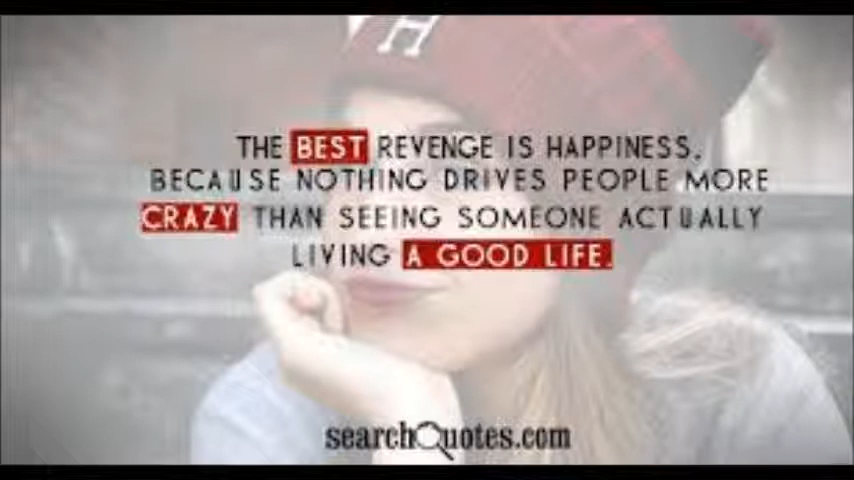 H
THE BEST REVENGE IS HAPPINESS,
BECAUSE NOTHING DRIVES PEOPLE MORE
CRAZY THAN SEEING SOMEONE ACTUALLY
LIVING A GOOD LIFE.
searchQuotes.com